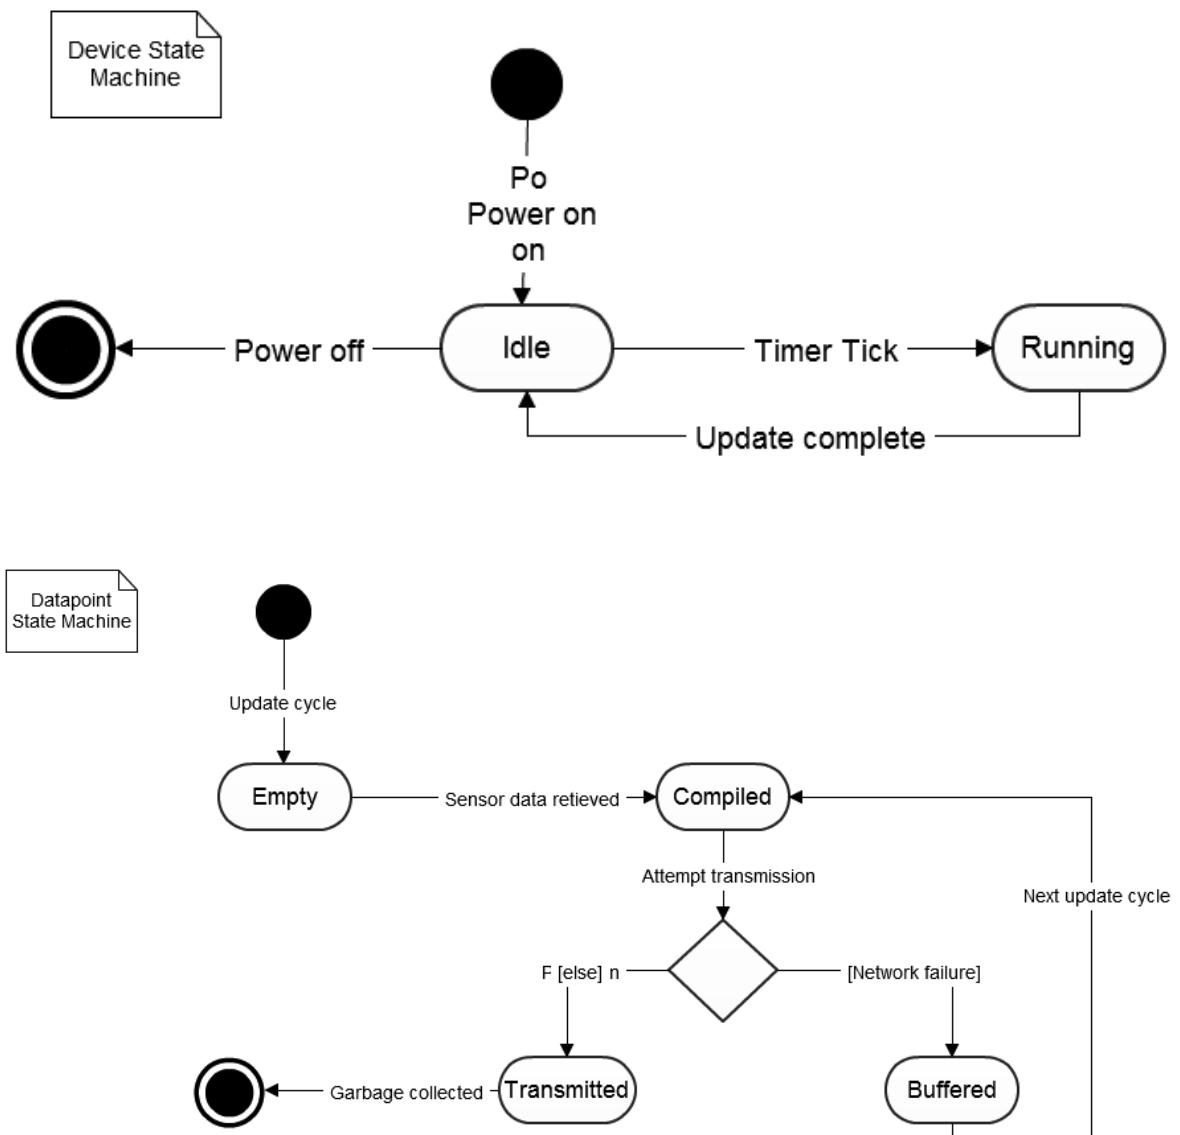 Device State
Machine
Po
Power on
on
Power off
Idle
Timer Tick
Running
Update complete
Datapoint
State Machine
Update cycle
Empty
Sensor data retieved
Compiled
Attempt transmission
Next update cycle
F [else] n
[Network failure]
Garbage collected
Transmitted
Buffered